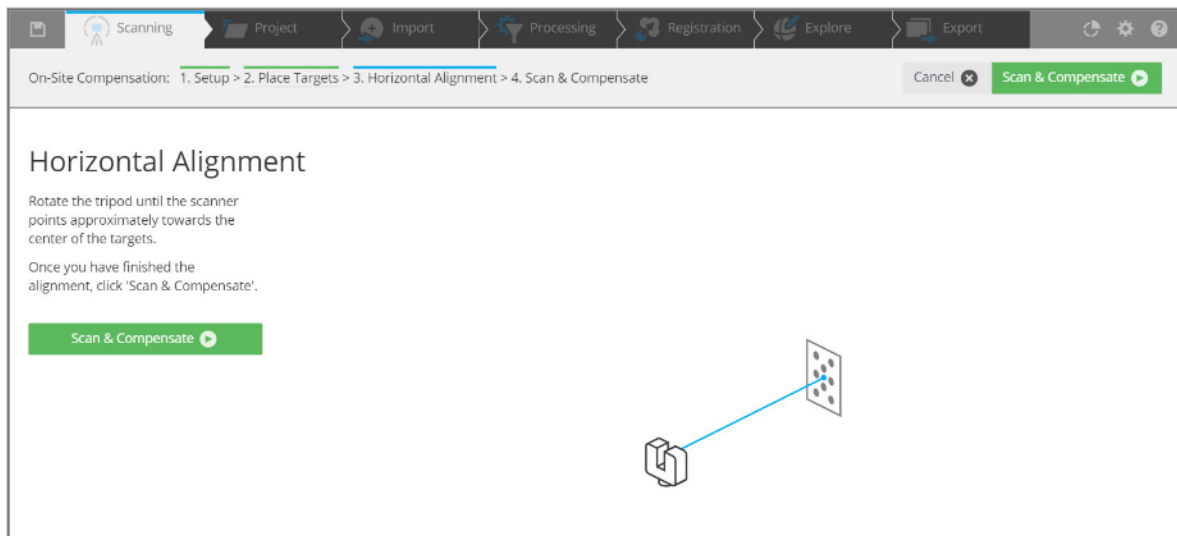 Scanning
Project
Import
Processing
Registration
Explore
Export
On-Site Compensation: 1. Setup > 2. Place Targets > 3. Horizontal Alignment > 4. Scan & Compensate
Cancel
Scan & Compensate
Horizontal Alignment
Rotate the tripod until the scanner
points approximately towards the
center of the targets.
Once you have finished the
alignment, click 'Scan & Compensate'.
Scan & Compensate